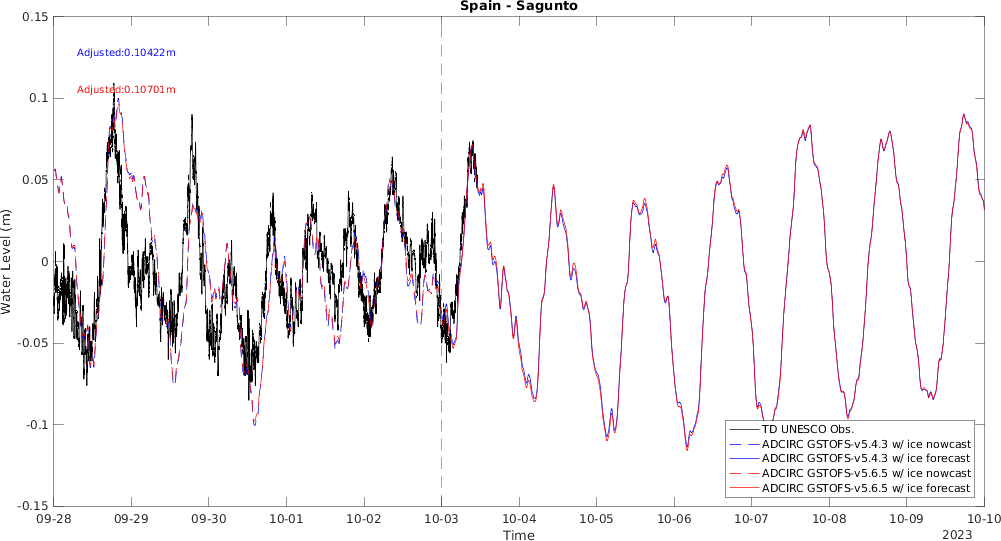 Spain - Sagunto
0.15
Adjusted:0.10422m
Adjusted:0.10701m
0.1
0.05
0
-0.05
-0.1
-0.15
Water Level (m)
TD UNESCO Obs.
ADCIRC GSTOFS-v5.4.3 w/ ice nowcast
ADCIRC GSTOFS-v5.4.3 w/ ice forecast
ADCIRC GSTOFS-v5.6.5 w/ ice nowcast
ADCIRC GSTOFS-v5.6.5 w/ ice forecast
09-28 09-29 09-30 10-01 10-02 10-03 10-04 10-05 10-06 10-07 10-08 10-09 10-10
Time
2023